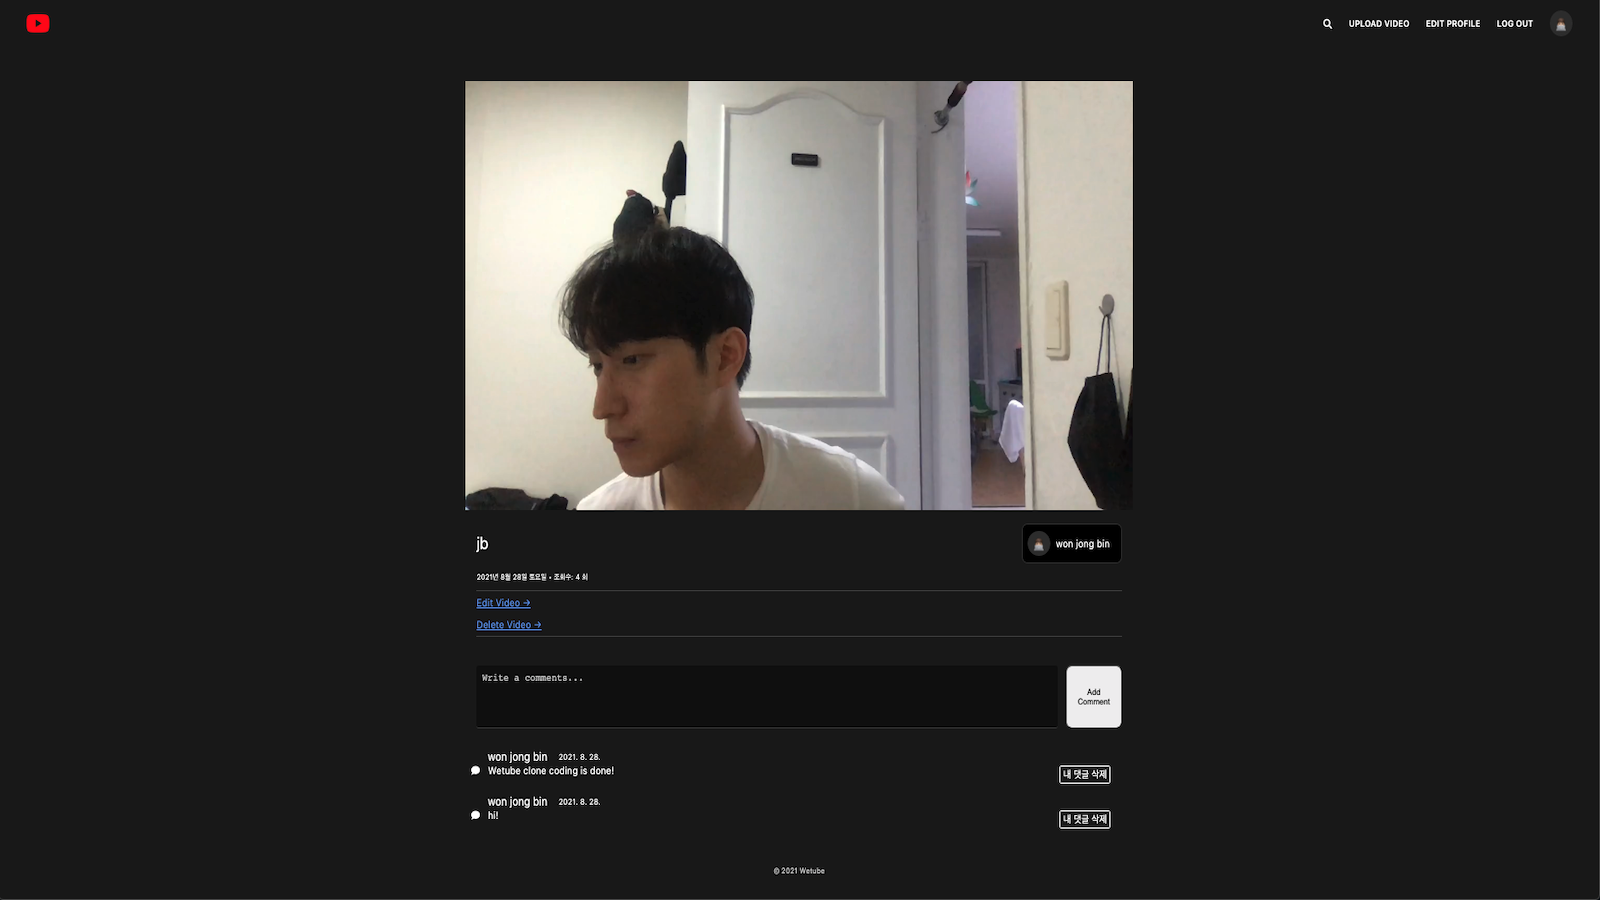 UPLOAD VIDEO EDIT PROFILE LOG OUT
jb
won jong bin
2021년 8월 28일 토요일 • 조회수: 4 회
Edit Video →
Delete Video →
Write a comments...
Add
Comment
won jong bin 2021. 8. 28.
Wetube clone coding is done!
내 댓글 삭제
won jong bin 2021. 8. 28.
hi!
내 댓글 삭제
© 2021 Wetube